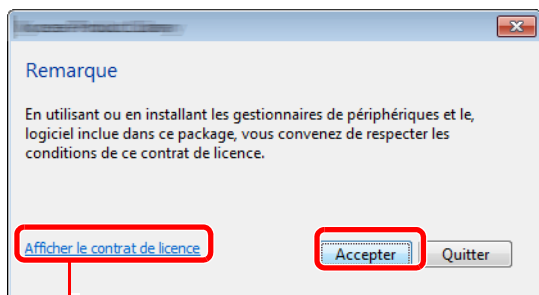 Remarque
En utilisant ou en installant les gestionnaires de périphériques et le,
logiciel inclue dans ce package, vous convenez de respecter les
conditions de ce contrat de licence.
Afficher le contrat de licence
Accepter
Quitter